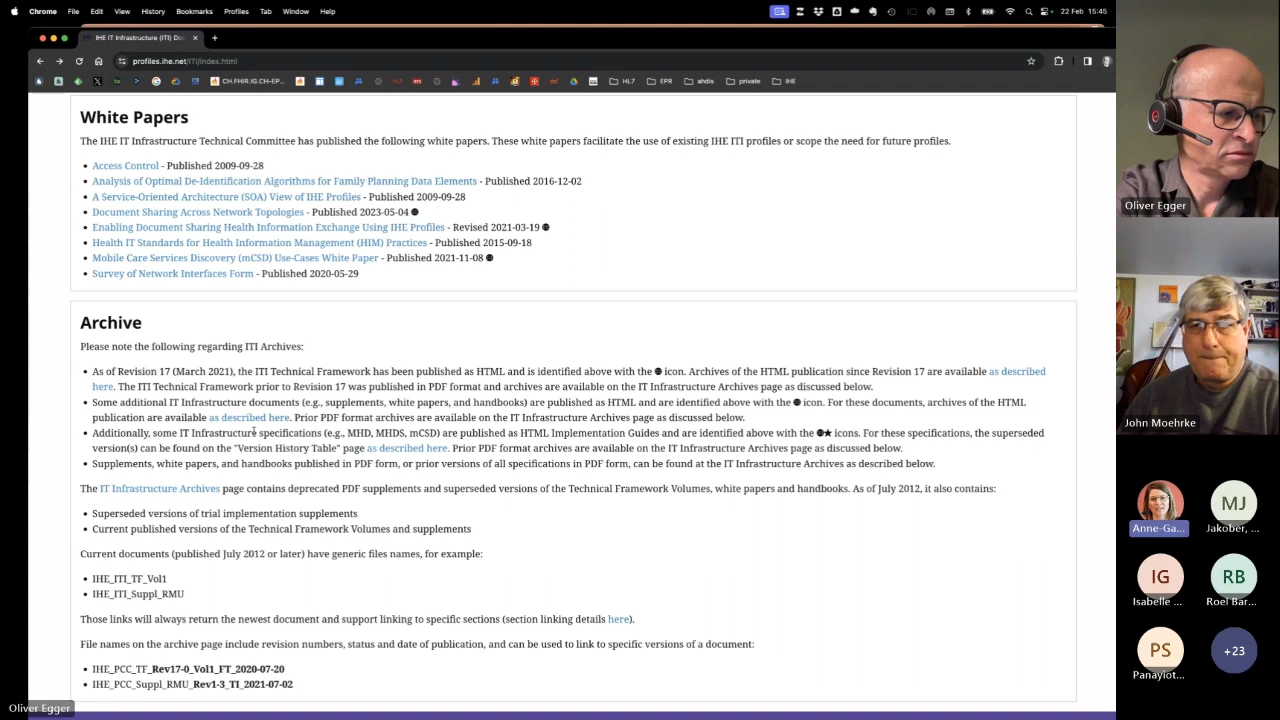 Chrome File Edit View History Bookmarks Profiles Tab Window Help
22 Feb 15:45
IHE IT Infrastructure (ITI) Do
profiles.ihe.net/ITI/index.html
CH.FHIR.IG.CH-EP...
HL7 EPR ahdis private IHE
White Papers
The IHE IT Infrastructure Technical Committee has published the following white papers. These white papers facilitate the use of existing IHE ITI profiles or scope the need for future profiles.
Access Control - Published 2009-09-28
Analysis of Optimal De-Identification Algorithms for Family Planning Data Elements - Published 2016-12-02
A Service-Oriented Architecture (SOA) View of IHE Profiles - Published 2009-09-28
Document Sharing Across Network Topologies - Published 2023-05-04
Enabling Document Sharing Health Information Exchange Using IHE Profiles - Revised 2021-03-19
Health IT Standards for Health Information Management (HIM) Practices - Published 2015-09-18
Mobile Care Services Discovery (mCSD) Use-Cases White Paper - Published 2021-11-08
Survey of Network Interfaces Form - Published 2020-05-29
Archive
Please note the following regarding ITI Archives:
As of Revision 17 (March 2021), the ITI Technical Framework has been published as HTML and is identified above with the icon. Archives of the HTML publication since Revision 17 are available as described
here. The ITI Technical Framework prior to Revision 17 was published in PDF format and archives are available on the IT Infrastructure Archives page as discussed below.
Some additional IT Infrastructure documents (e.g., supplements, white papers, and handbooks) are published as HTML and are identified above with the icon. For these documents, archives of the HTML
publication are available as described here. Prior PDF format archives are available on the IT Infrastructure Archives page as discussed below.
Additionally, some IT Infrastructure specifications (e.g., MHD, MHDS, mCSD) are published as HTML Implementation Guides and are identified above with the icons. For these specifications, the superseded
version(s) can be found on the "Version History Table" page as described here. Prior PDF format archives are available on the IT Infrastructure Archives page as discussed below.
Supplements, white papers, and handbooks published in PDF form, or prior versions of all specifications in PDF form, can be found at the IT Infrastructure Archives as described below.
The IT Infrastructure Archives page contains deprecated PDF supplements and superseded versions of the Technical Framework Volumes, white papers and handbooks. As of July 2012, it also contains:
Superseded versions of trial implementation supplements
Current published versions of the Technical Framework Volumes and supplements
Current documents (published July 2012 or later) have generic files names, for example:
IHE_ITI_TF_Vol1
IHE_ITI_Suppl_RMU
Those links will always return the newest document and support linking to specific sections (section linking details here).
File names on the archive page include revision numbers, status and date of publication, and can be used to link to specific versions of a document:
IHE_PCC_TF_Rev17-0_Vol1_FT_2020-07-20
IHE_PCC_Suppl_RMU_Rev1-3_TI_2021-07-02
Oliver Egger
Oliver Egger
John Moehrke
Anne-Ga...
MJ
Jakober, ...
IG
Isabelle ...
RB
Roel Bar...
PS
Panayiot...
+23